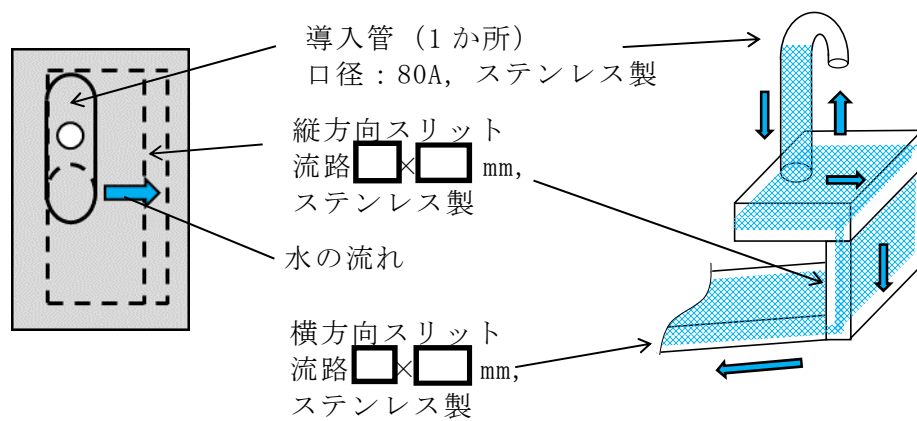 導入管（1か所）
口径：80A, ステンレス製
縦方向スリット
流路□×□mm,
ステンレス製
水の流れ
横方向スリット
流路□×□mm,
ステンレス製